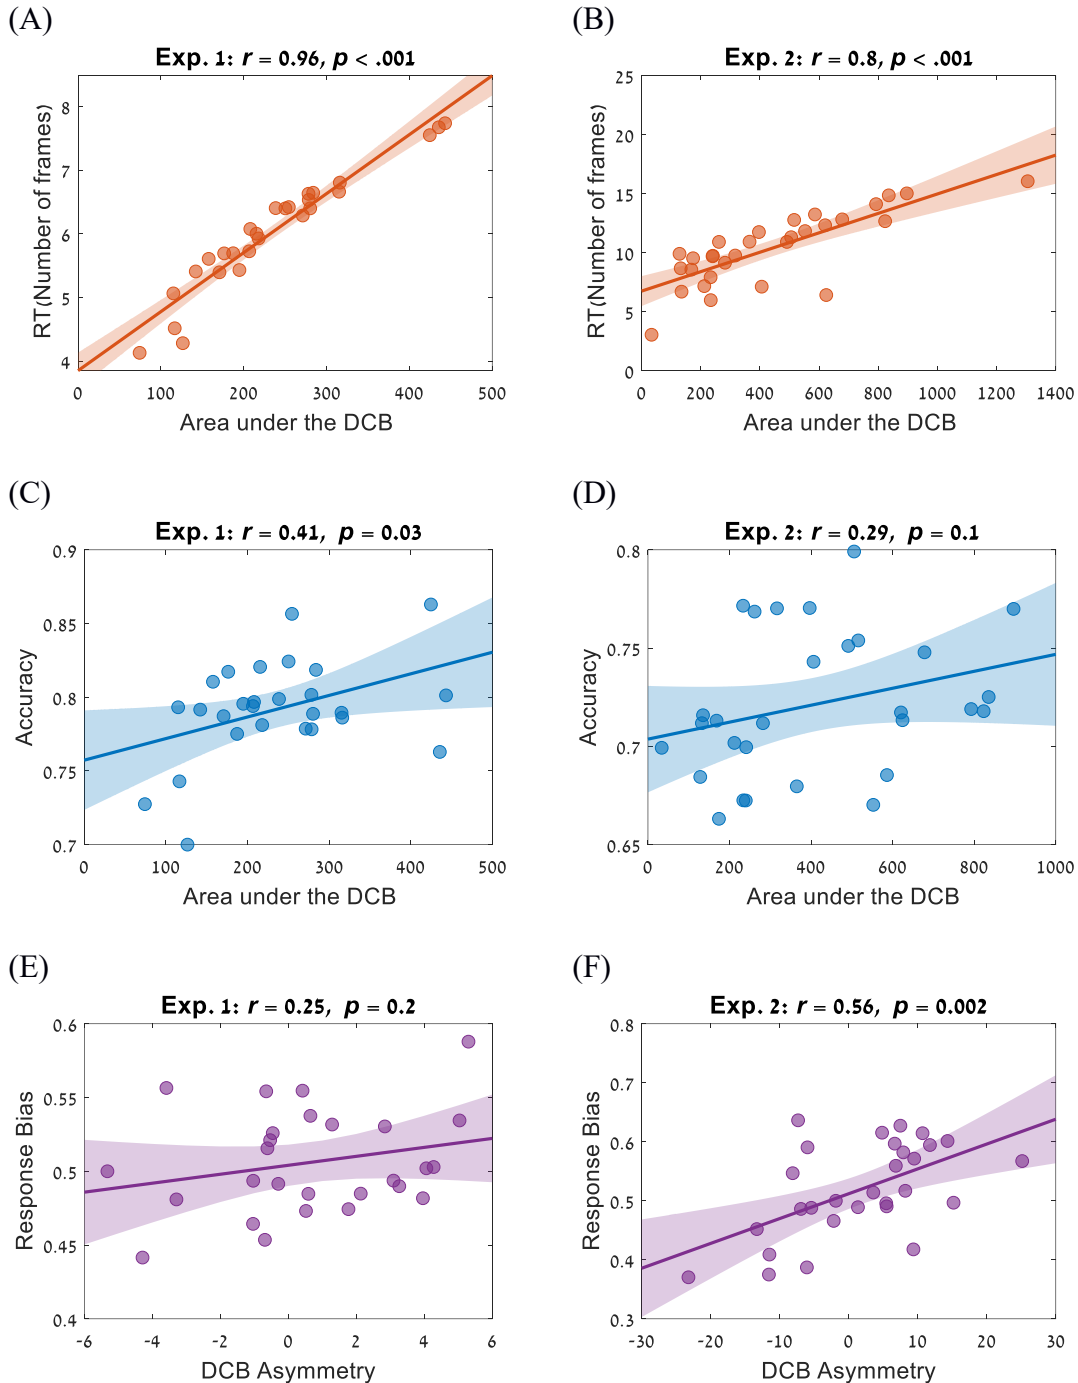 (A)
Exp. 1: r = 0.96, p < .001
8
7
6
5
4
0 100 200 300 400 500
RT(Number of frames)
Area under the DCB
(B)
Exp. 2: r = 0.8, p < .001
25
20
15
10
5
0
0 200 400 600 800 1000 1200 1400
RT(Number of frames)
Area under the DCB
(C)
Exp. 1: r = 0.41, p = 0.03
0.9
0.85
0.8
0.75
0.7
0 100 200 300 400 500
Accuracy
Area under the DCB
(D)
Exp. 2: r = 0.29, p = 0.1
0.8
0.75
0.7
0.65
0 200 400 600 800 1000
Accuracy
Area under the DCB
(E)
Exp. 1: r = 0.25, p = 0.2
0.6
0.55
0.5
0.45
0.4
-6 -4 -2 0 2 4 6
Response Bias
DCB Asymmetry
(F)
Exp. 2: r = 0.56, p = 0.002
0.8
0.7
0.6
0.5
0.4
0.3
-30 -20 -10 0 10 20 30
Response Bias
DCB Asymmetry